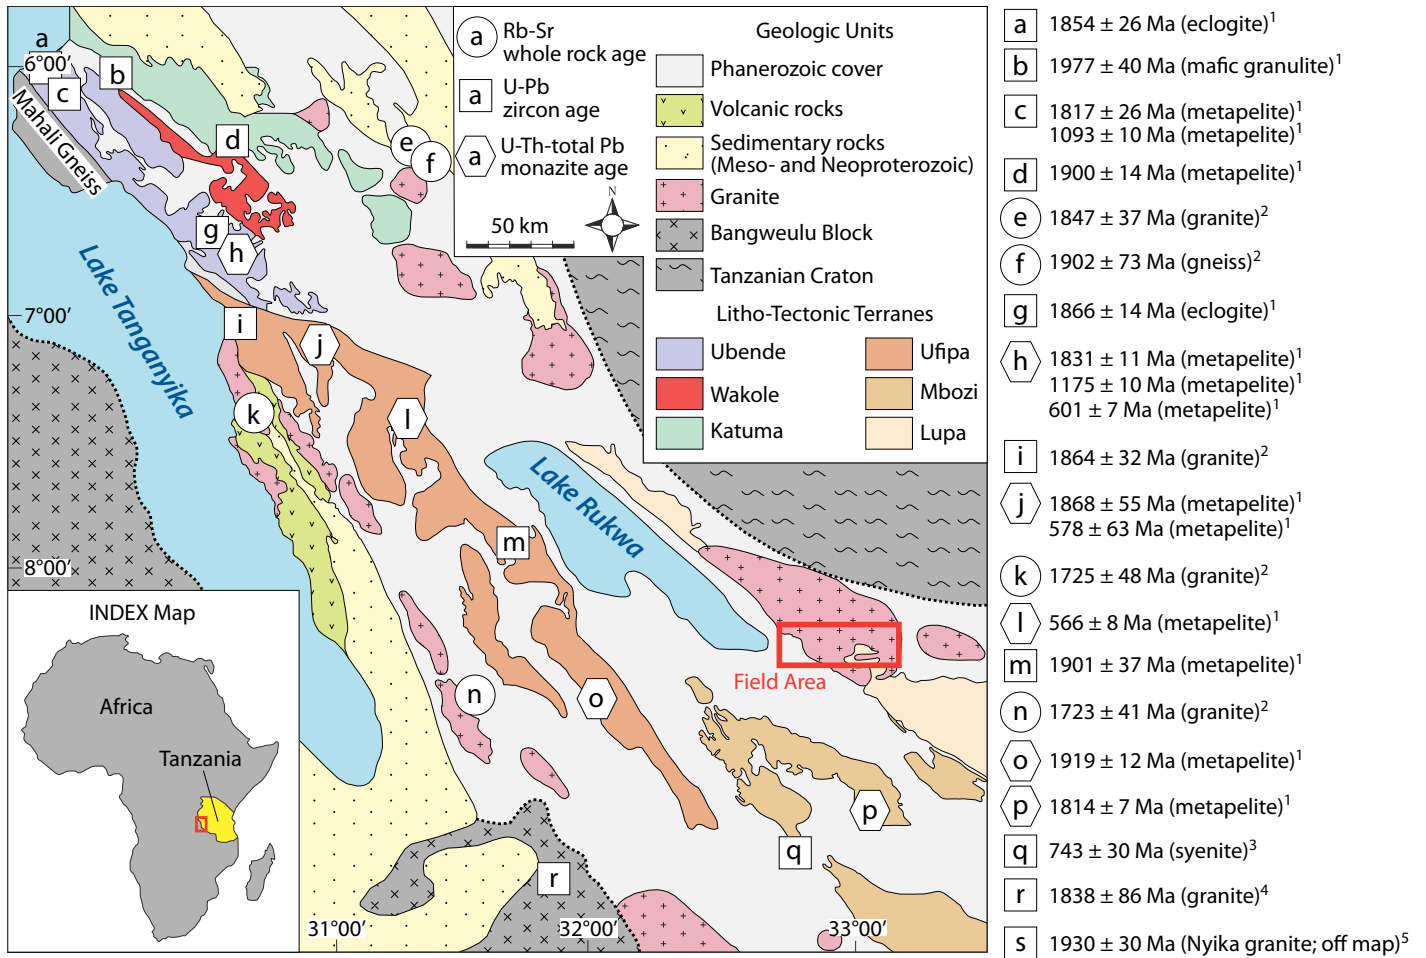 a
Rb-Sr
whole rock age
a
U-Pb
zircon age
a
U-Th-total Pb
monazite age
N
50 km
Geologic Units
Phanerozoic cover
Volcanic rocks
Sedimentary rocks
(Meso- and Neoproterozoic)
Granite
Bangweulu Block
Tanzanian Craton
Litho-Tectonic Terranes
Ubende
Wakole
Katuma
Ufipa
Mbozi
Lupa
a
6°00’
b
c
Mahali Gneiss
d
e
f
g
h
Lake Tanganyika
7°00’
i
j
k
l
Lake Rukwa
m
8°00’
Field Area
n
o
p
q
r
31°00’
32°00’
33°00’
INDEX Map
Africa
Tanzania
a 1854 ± 26 Ma (eclogite)¹
b 1977 ± 40 Ma (mafic granulite)¹
c 1817 ± 26 Ma (metapelite)¹
1093 ± 10 Ma (metapelite)¹
d 1900 ± 14 Ma (metapelite)¹
e 1847 ± 37 Ma (granite)²
f 1902 ± 73 Ma (gneiss)²
g 1866 ± 14 Ma (eclogite)¹
h 1831 ± 11 Ma (metapelite)¹
1175 ± 10 Ma (metapelite)¹
601 ± 7 Ma (metapelite)¹
i 1864 ± 32 Ma (granite)²
j 1868 ± 55 Ma (metapelite)¹
578 ± 63 Ma (metapelite)¹
k 1725 ± 48 Ma (granite)²
l 566 ± 8 Ma (metapelite)¹
m 1901 ± 37 Ma (metapelite)¹
n 1723 ± 41 Ma (granite)²
o 1919 ± 12 Ma (metapelite)¹
p 1814 ± 7 Ma (metapelite)¹
q 743 ± 30 Ma (syenite)³
r 1838 ± 86 Ma (granite)⁴
s 1930 ± 30 Ma (Nyika granite; off map)⁵